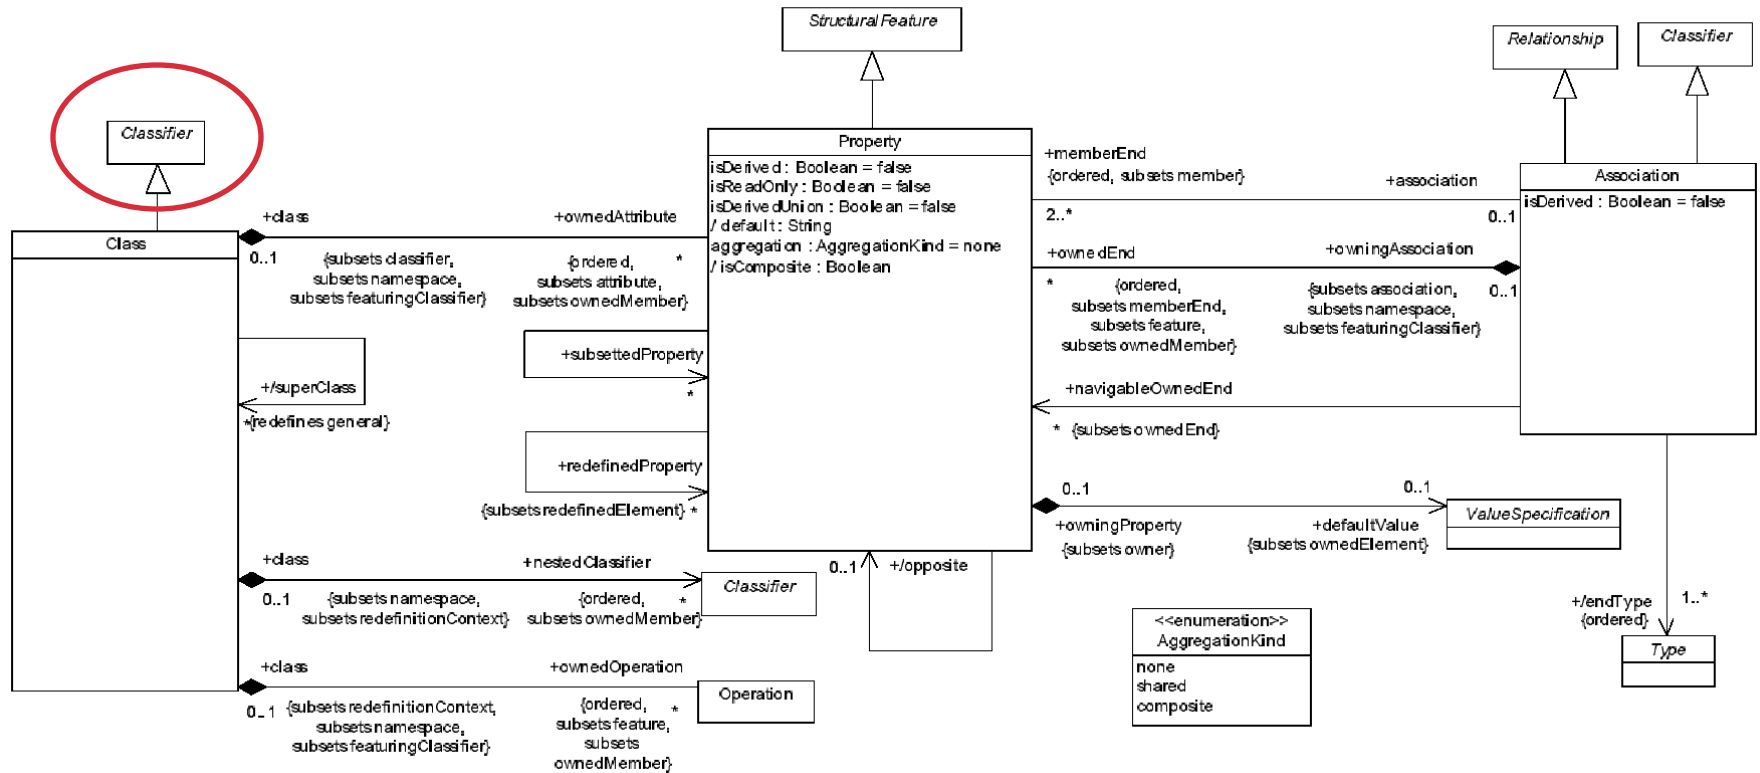 StructuralFeature
Relationship
Classifier
Classifier
Property
isDerived : Boolean = false
isReadOnly : Boolean = false
isDerivedUnion : Boolean = false
/ default : String
aggregation : AggregationKind = none
/ isComposite : Boolean
Class
Association
isDerived : Boolean = false
+class
+ownedAttribute
0..1
{subsets classifier,
subsets namespace,
subsets featuringClassifier}
{ordered,
subsets attribute,
subsets ownedMember}
*
+memberEnd
{ordered, subsets member}
+association
2..*
0..1
+ownedEnd
+owningAssociation
*
{ordered,
subsets memberEnd,
subsets feature,
subsets ownedMember}
{subsets association,
subsets namespace,
subsets featuringClassifier}
0..1
+subsettedProperty
*
+/superClass
*{redefines general}
+navigableOwnedEnd
* {subsets ownedEnd}
+redefinedProperty
{subsets redefinedElement} *
0..1
0..1
+owningProperty
{subsets owner}
+defaultValue
{subsets ownedElement}
ValueSpecification
+class
+nestedClassifier
0..1
{subsets namespace,
subsets redefinitionContext}
{ordered,
subsets ownedMember}
*
Classifier
0..1
+/opposite
+/endType
{ordered}
1..*
Type
<<enumeration>>
AggregationKind
none
shared
composite
+class
+ownedOperation
0..1
{subsets redefinitionContext,
subsets namespace,
subsets featuringClassifier}
{ordered,
subsets feature,
subsets
ownedMember}
*
Operation